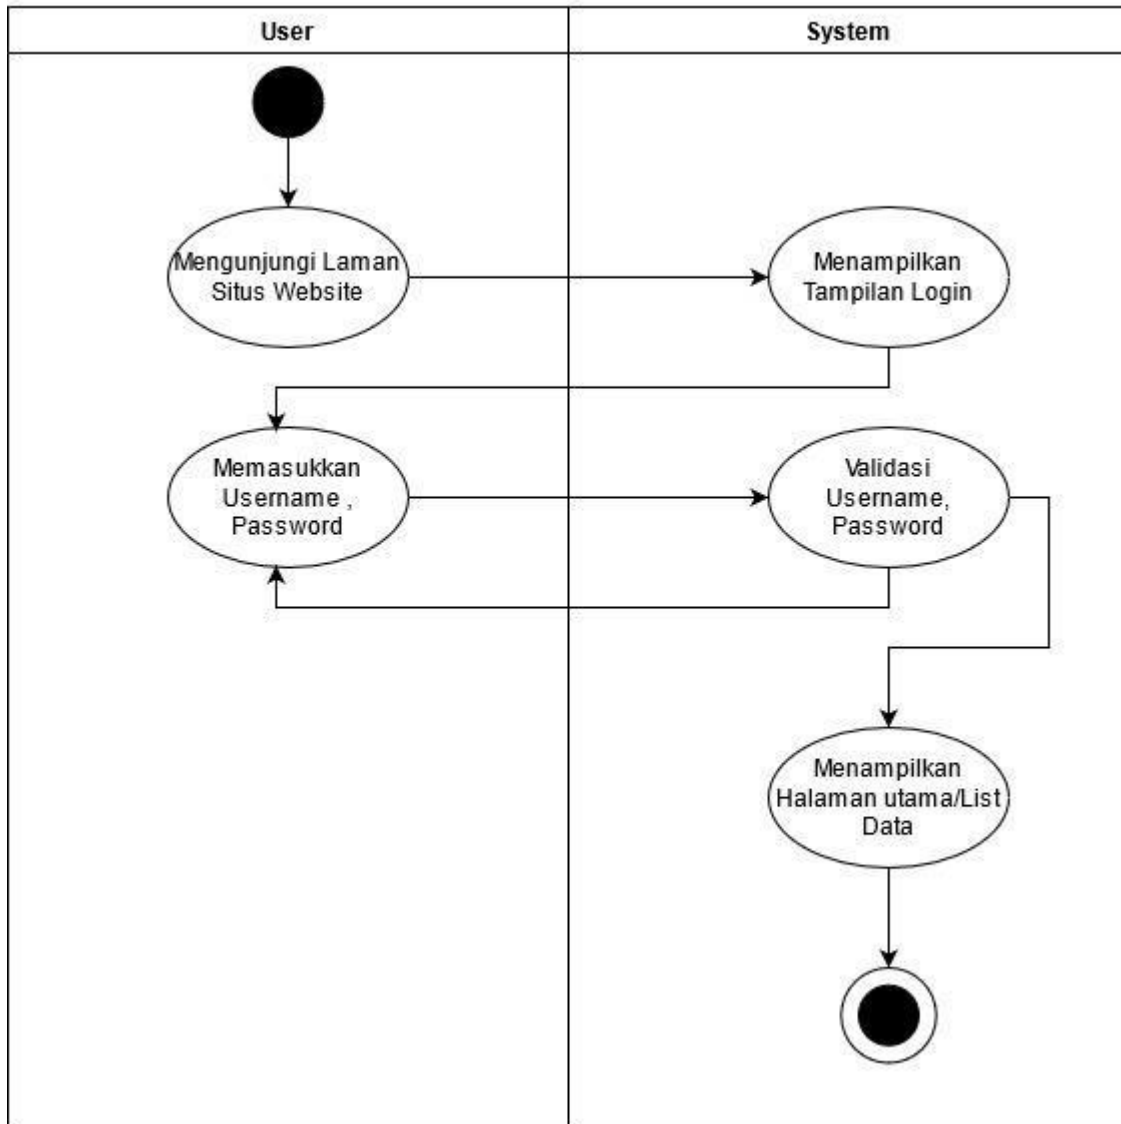 User
System
Mengunjungi Laman
Situs Website
Menampilkan
Tampilan Login
Memasukkan
Username ,
Password
Validasi
Username,
Password
Menampilkan
Halaman utama/List
Data